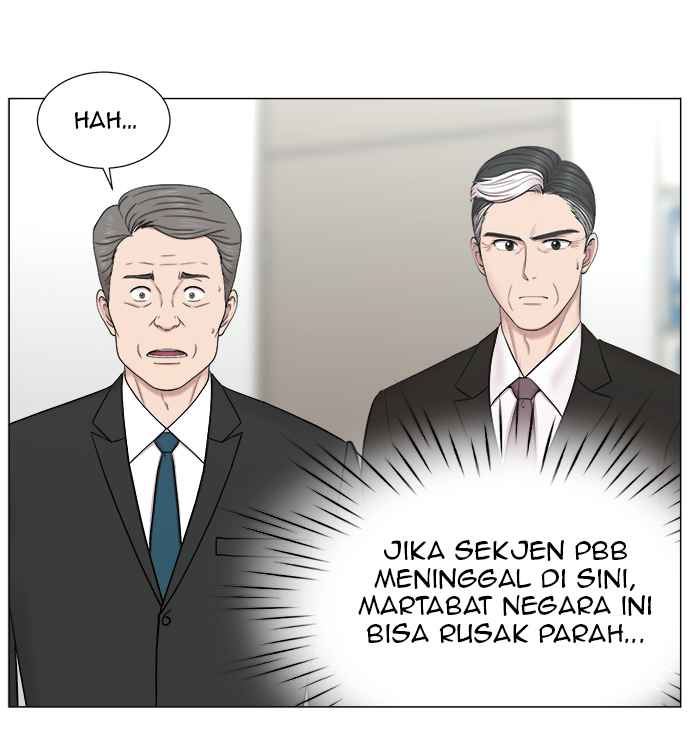 HAH...
JIKA SEKJEN PBB
MENINGGAL DI SINI,
MARTABAT NEGARA INI
BISA RUSAK PARAH...